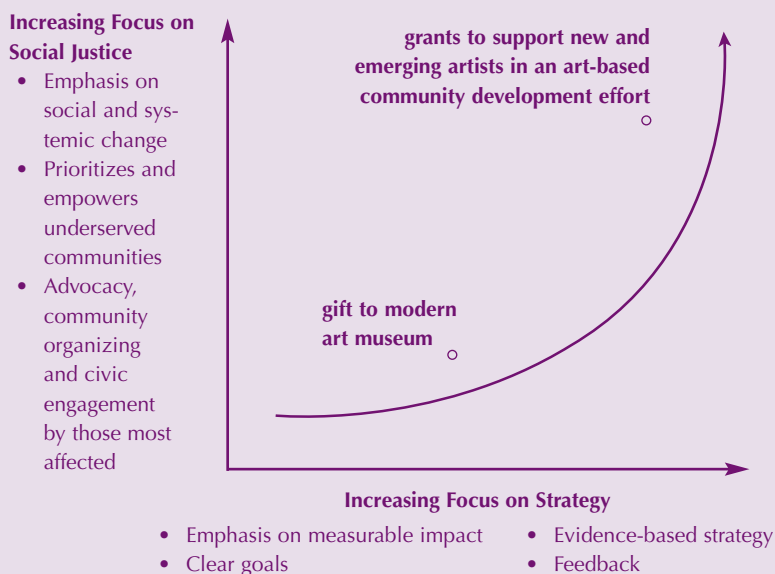 Increasing Focus on
Social Justice
• Emphasis on
social and sys-
temic change
• Prioritizes and
empowers
underserved
communities
• Advocacy,
community
organizing
and civic
engagement
by those most
affected
grants to support new and
emerging artists in an art-based
community development effort
gift to modern
art museum
Increasing Focus on Strategy
• Emphasis on measurable impact
• Clear goals
• Evidence-based strategy
• Feedback